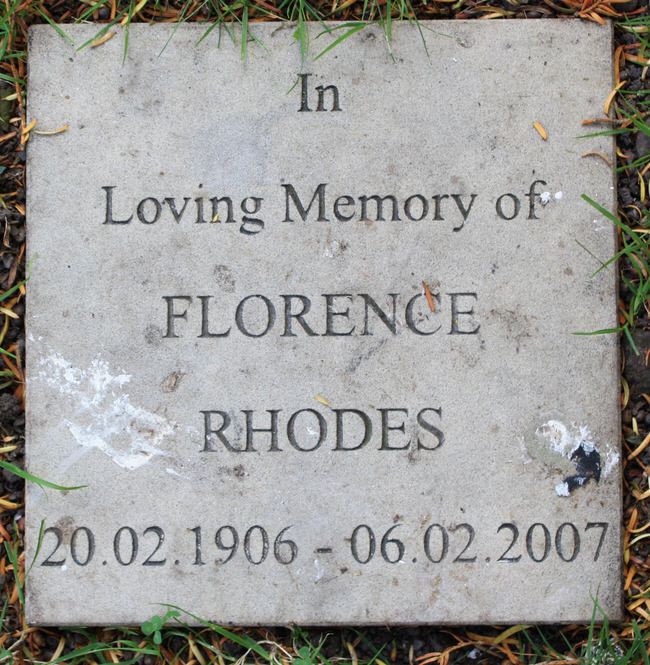 In
Loving Memory of
FLORENCE
RHODES
20.02.1906 - 06.02.2007